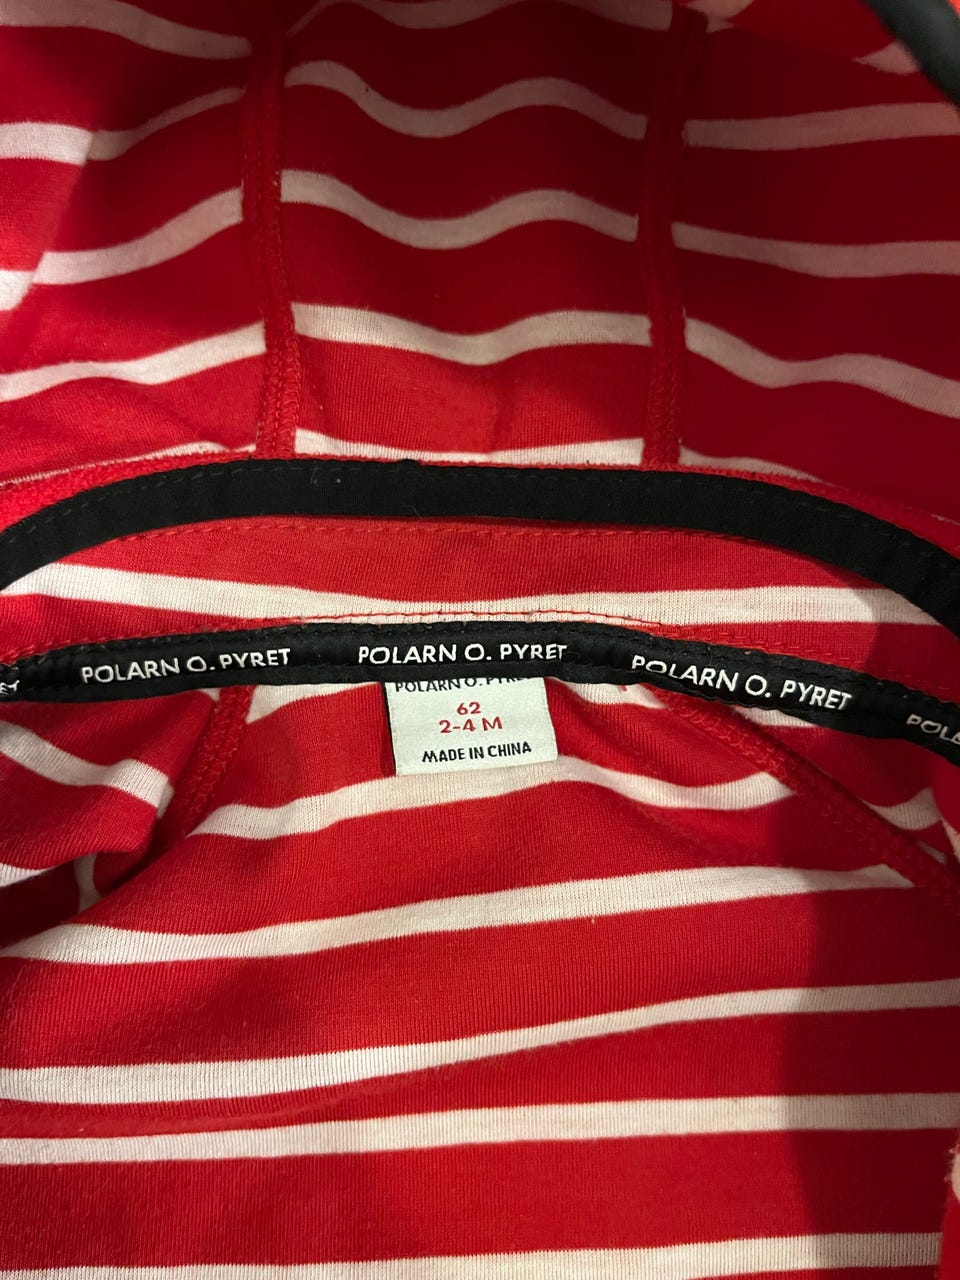 POLARN O. PYRET POLARN O. PYRET POLARN O. PYRET
62
2-4 M
MADE IN CHINA